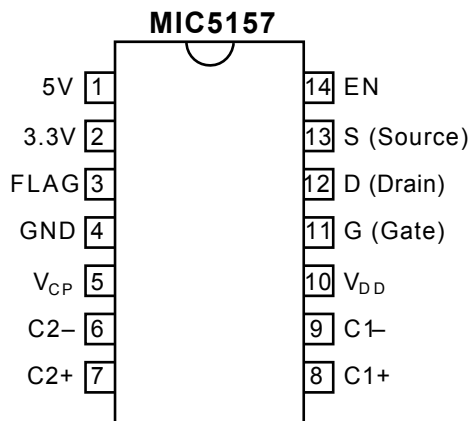 MIC5157
5V 1 14 EN
3.3V 2 13 S (Source)
FLAG 3 12 D (Drain)
GND 4 11 G (Gate)
VCP 5 10 VDD
C2– 6 9 C1–
C2+ 7 8 C1+